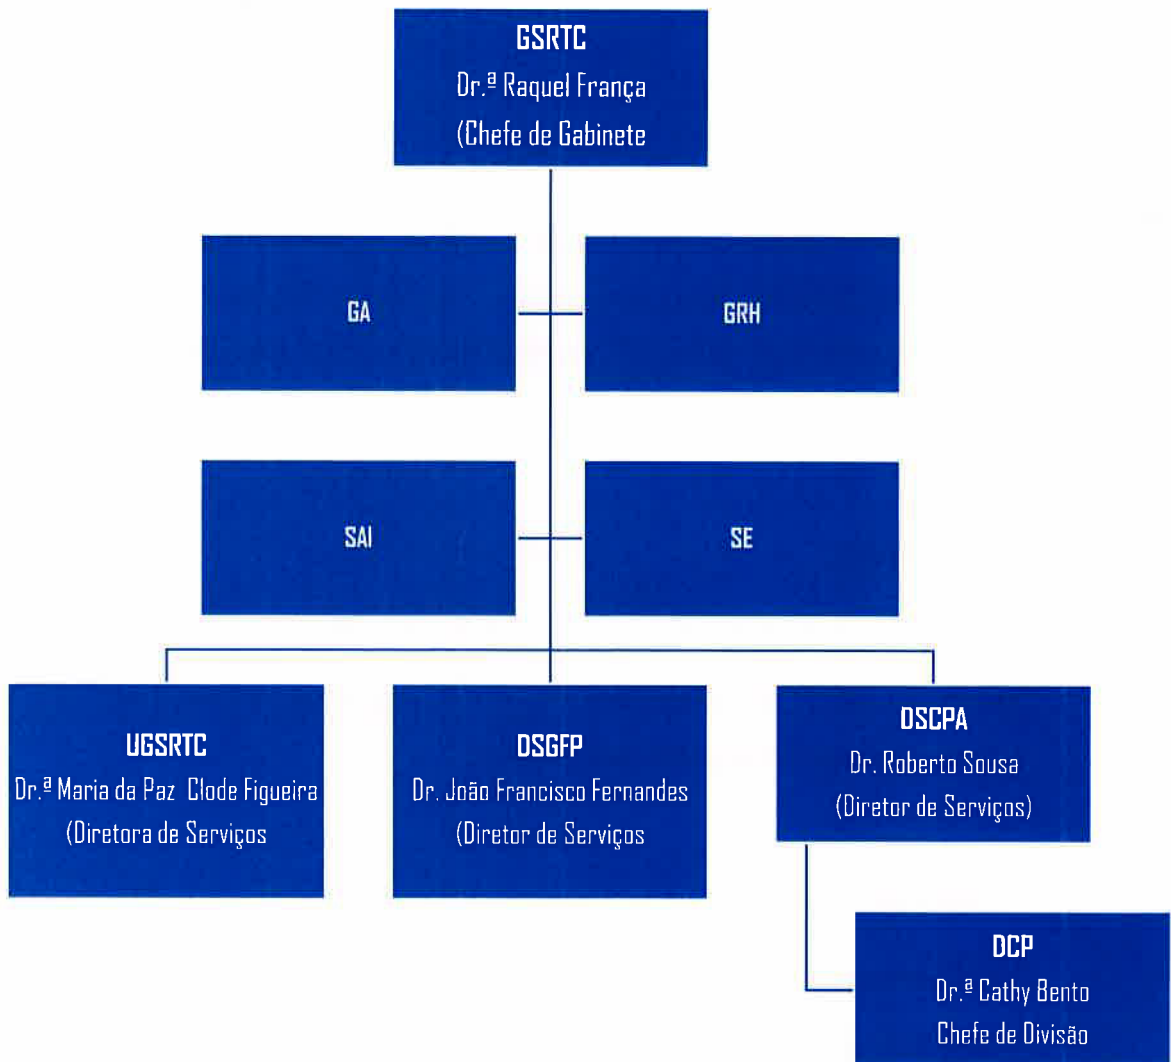 GSRTC
Dr.ª Raquel França
(Chefe de Gabinete
GA
GRH
SAI
SE
UGSRTC
Dr.ª Maria da Paz Clode Figueira
(Diretora de Serviços
DSGFP
Dr. João Francisco Fernandes
(Diretor de Serviços
DSCPA
Dr. Roberto Sousa
(Diretor de Serviços)
DCP
Dr.ª Cathy Bento
Chefe de Divisão